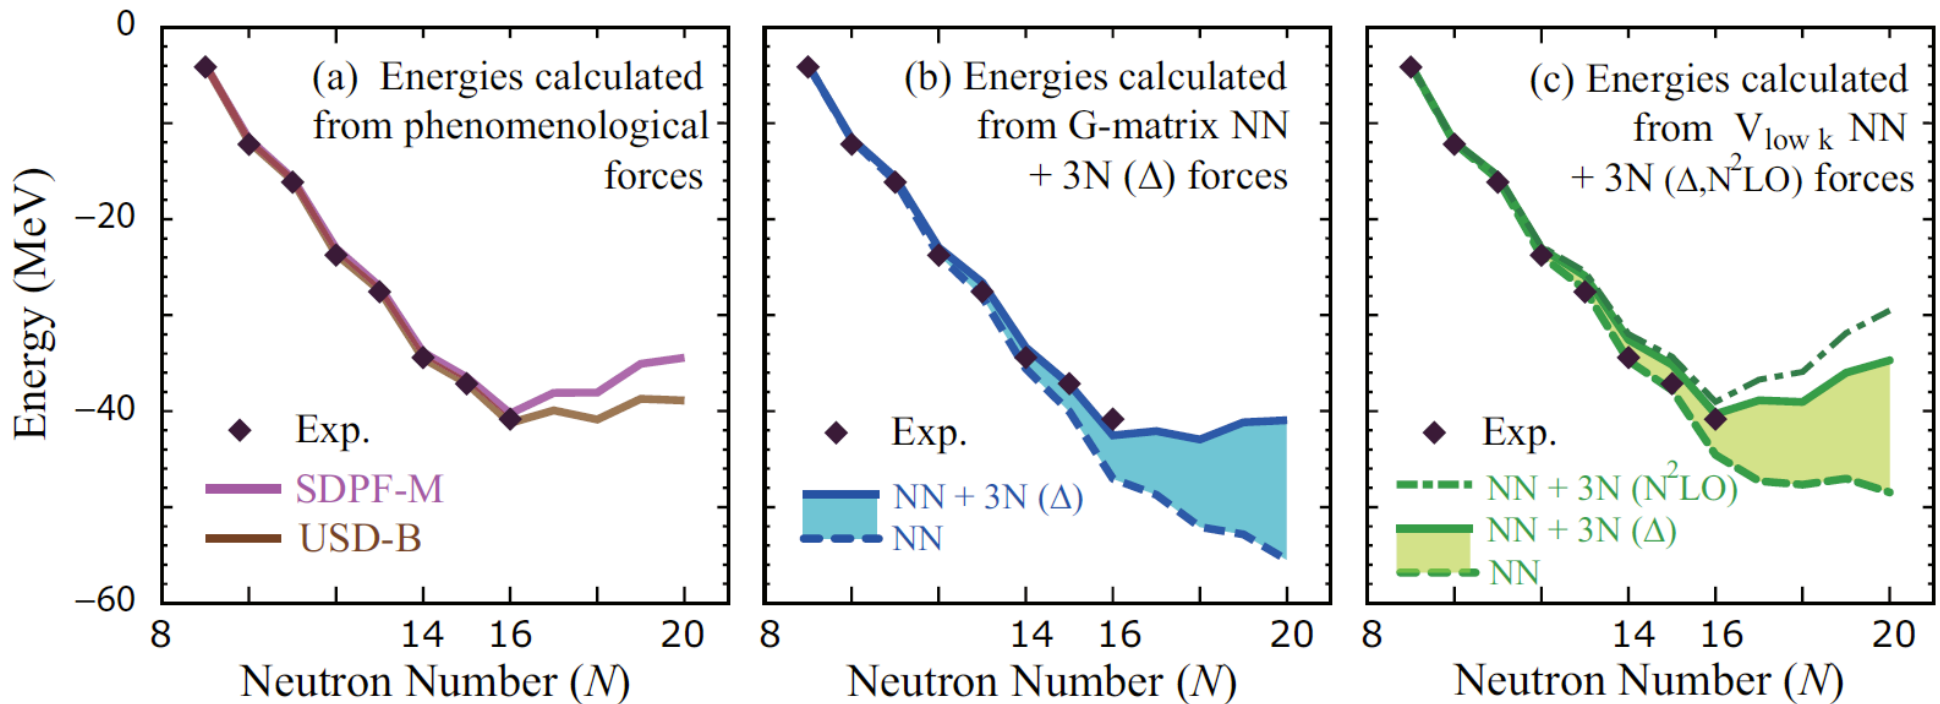 0
−20
−40
−60
Energy (MeV)
(a) Energies calculated
from phenomenological
forces
Exp.
SDPF-M
USD-B
8
14
16
20
Neutron Number (N)
(b) Energies calculated
from G-matrix NN
+ 3N (Δ) forces
Exp.
NN + 3N (Δ)
NN
8
14
16
20
Neutron Number (N)
(c) Energies calculated
from V low k NN
+ 3N (Δ,N²LO) forces
Exp.
NN + 3N (N²LO)
NN + 3N (Δ)
NN
8
14
16
20
Neutron Number (N)